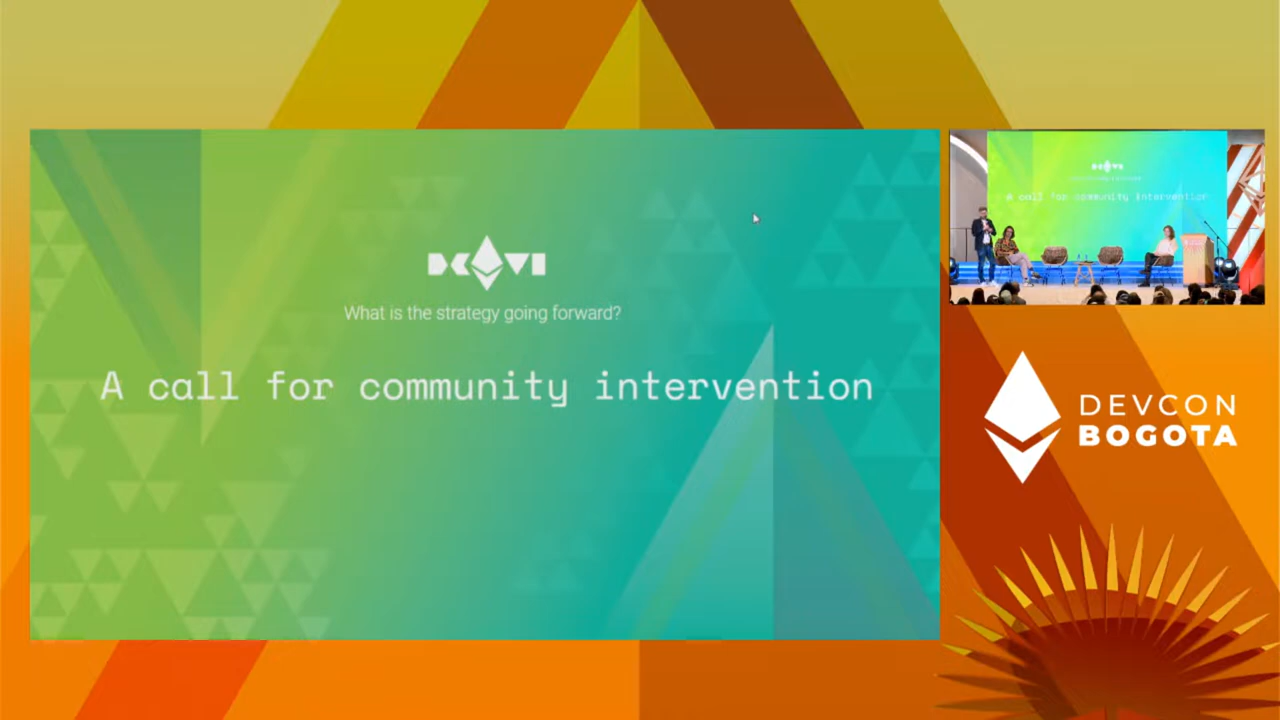 What is the strategy going forward?
A call for community intervention
A call for community intervention
DEVCON
BOGOTA